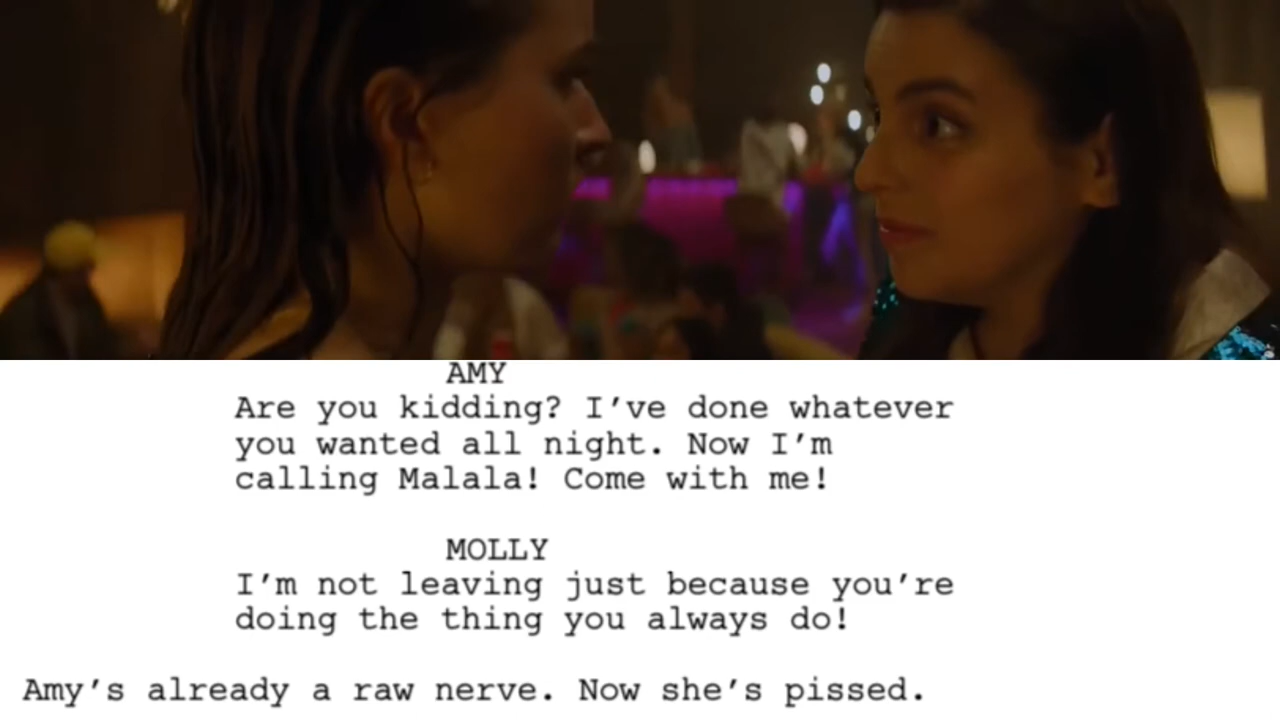 AMY
Are you kidding? I’ve done whatever
you wanted all night. Now I’m
calling Malala! Come with me!
MOLLY
I’m not leaving just because you’re
doing the thing you always do!
Amy’s already a raw nerve. Now she’s pissed.